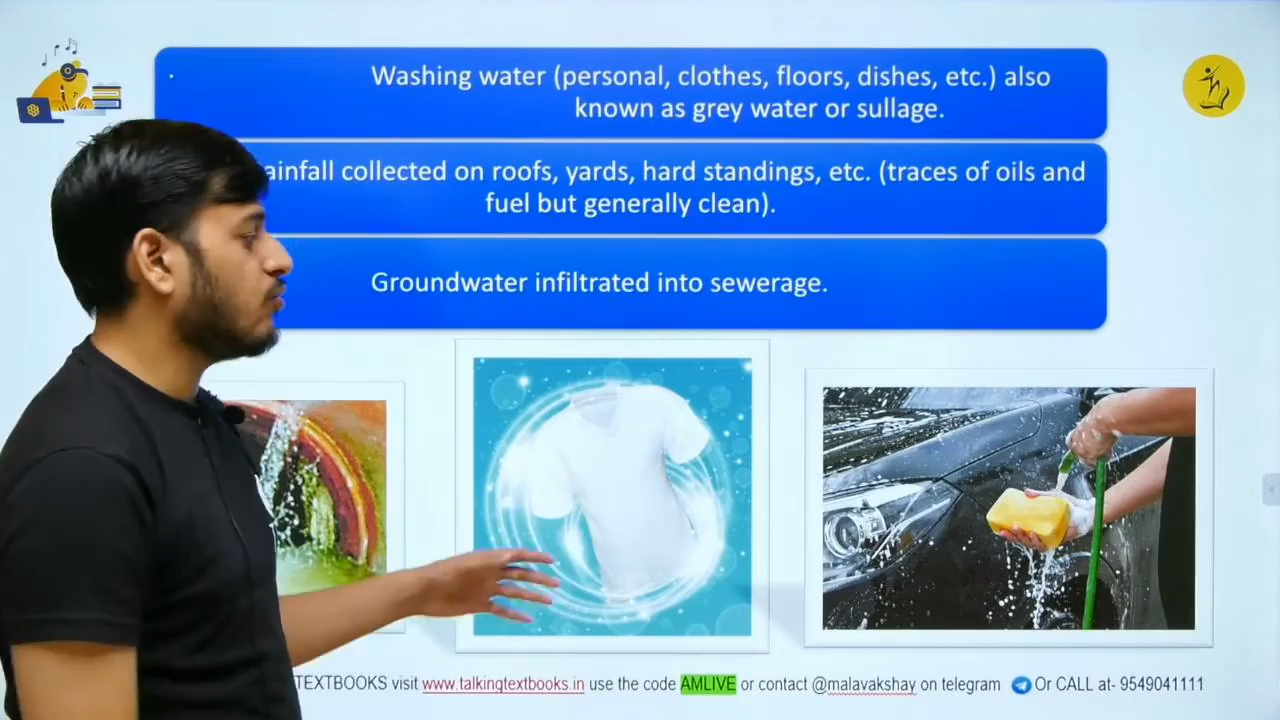 Washing water (personal, clothes, floors, dishes, etc.) also
known as grey water or sullage.
ainfall collected on roofs, yards, hard standings, etc. (traces of oils and
fuel but generally clean).
Groundwater infiltrated into sewerage.
TEXTBOOKS visit www.talkingtextbooks.in use the code AMLIVE or contact @malavakshay on telegram Or CALL at- 9549041111